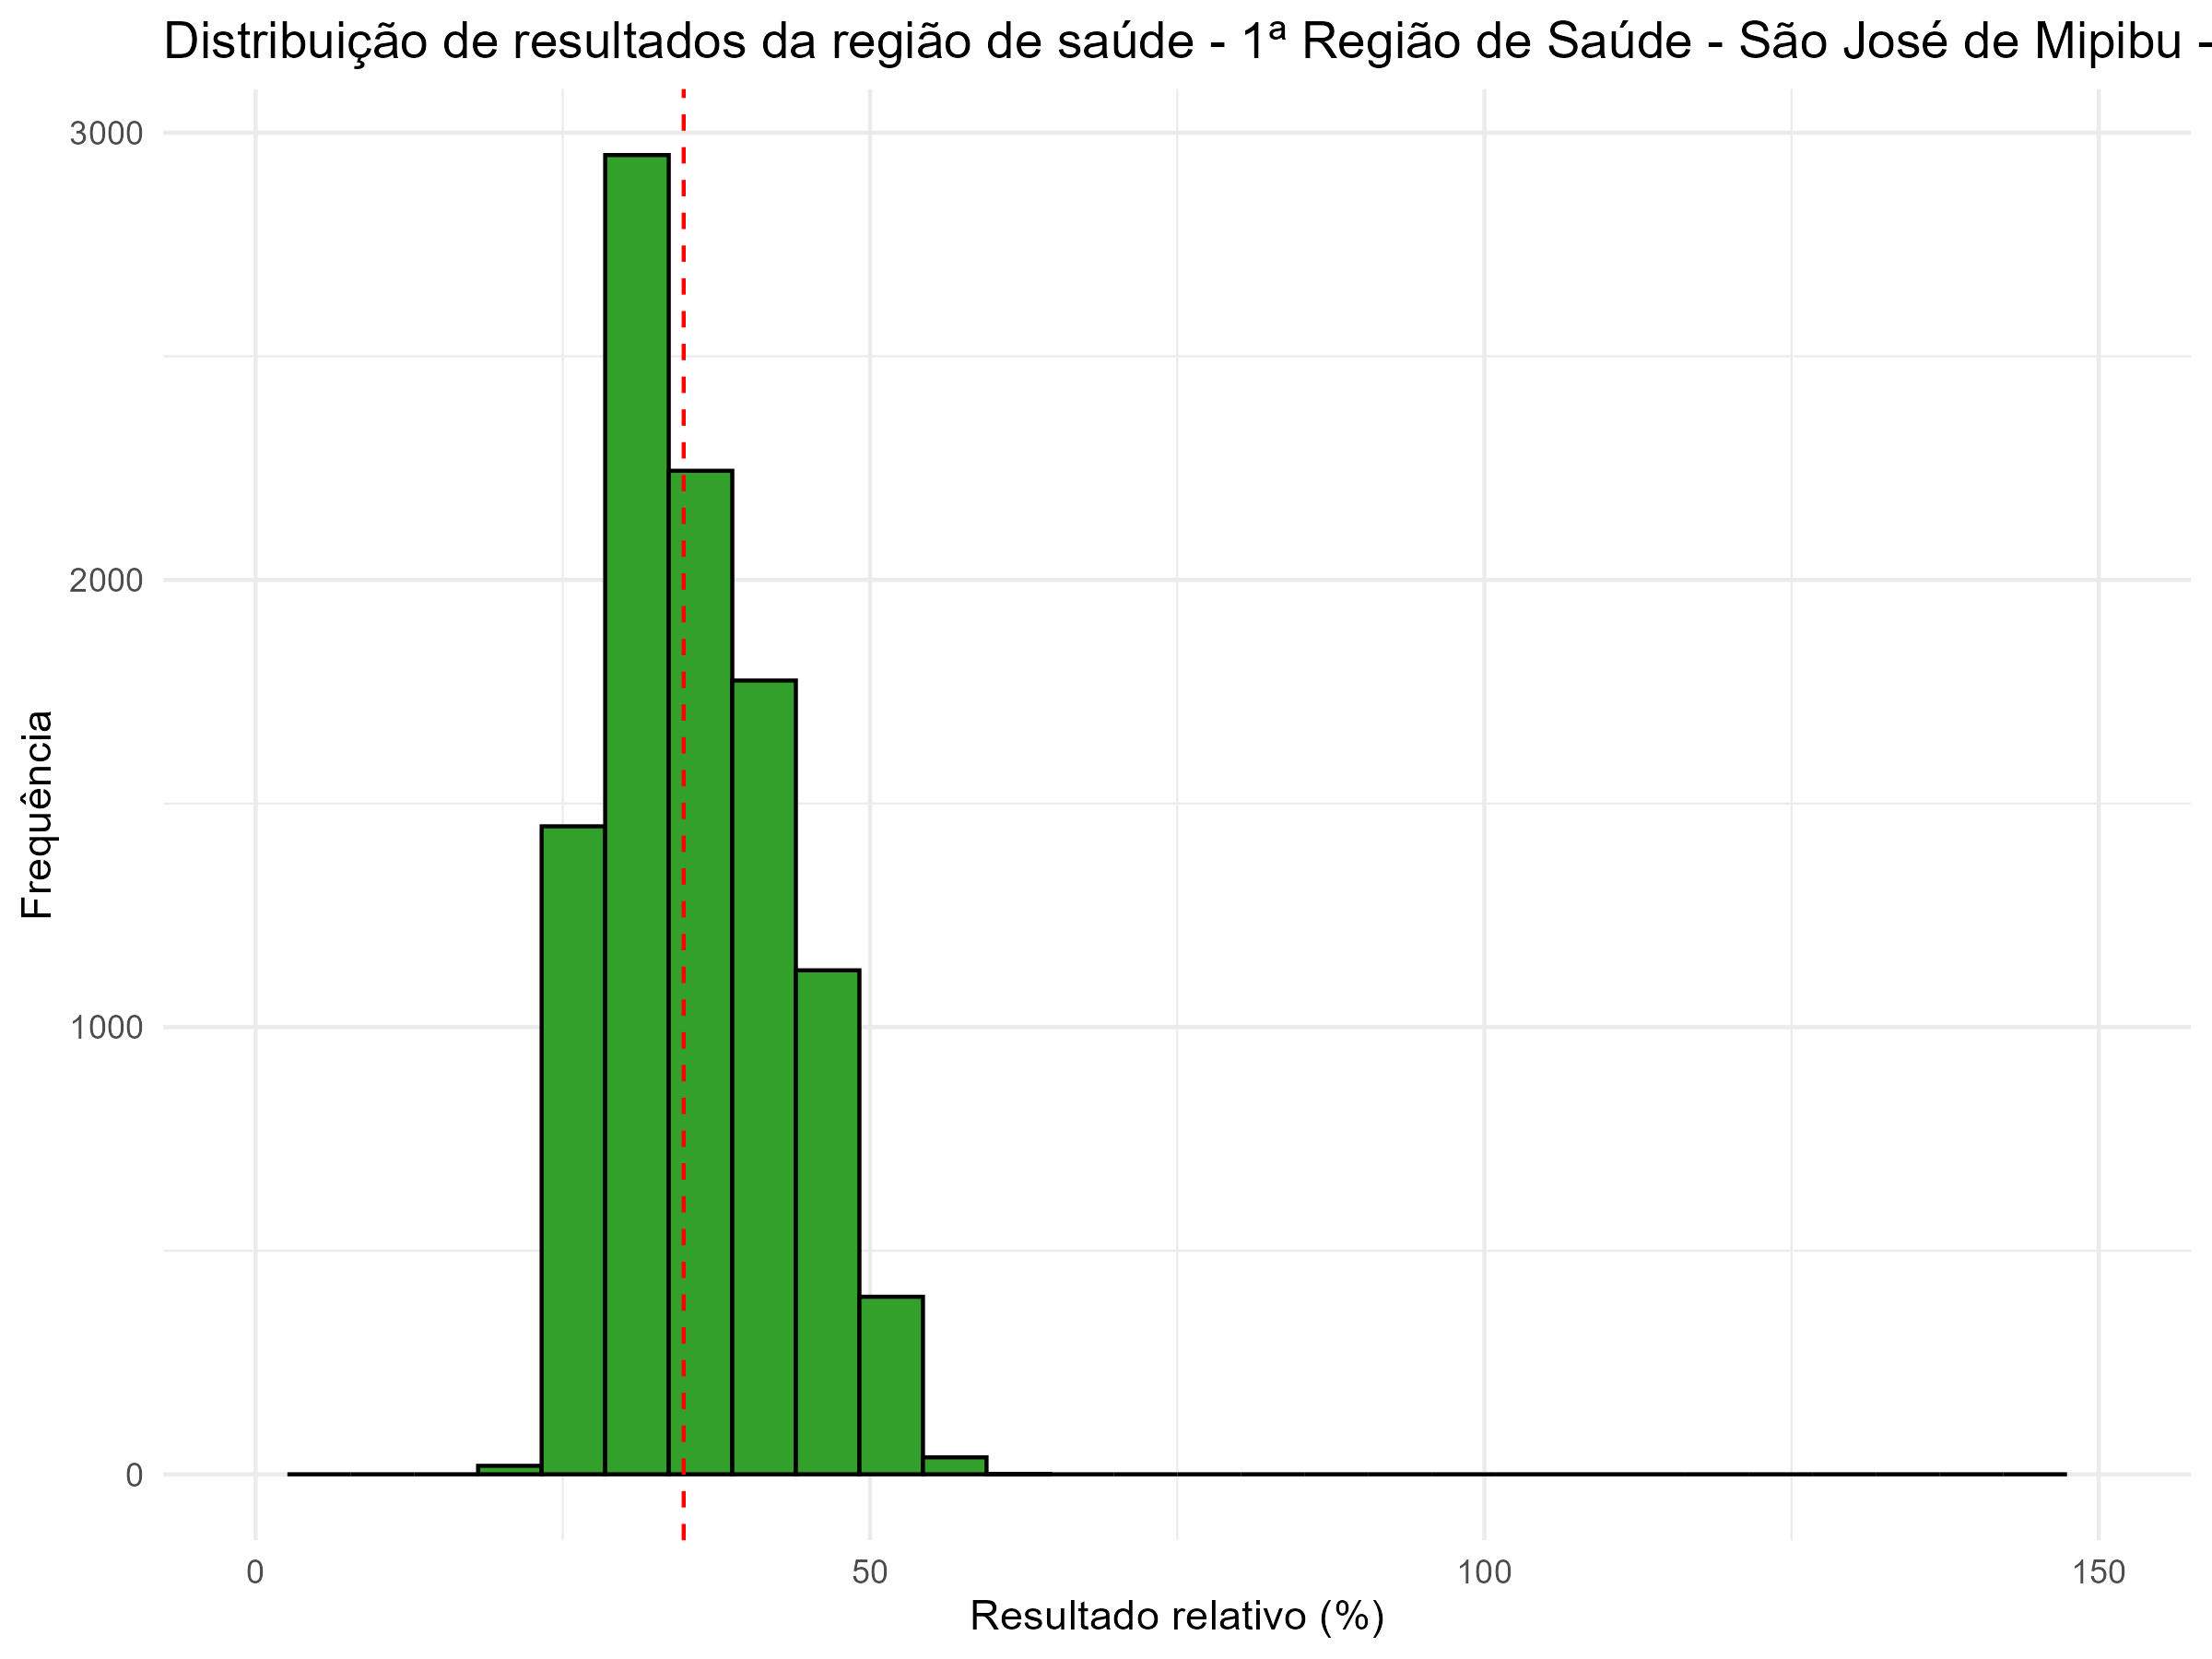 Distribuição de resultados da região de saúde - 1ª Região de Saúde - São José de Mipibu -
3000
2000
1000
0
Frequência
0 50 100 150
Resultado relativo (%)